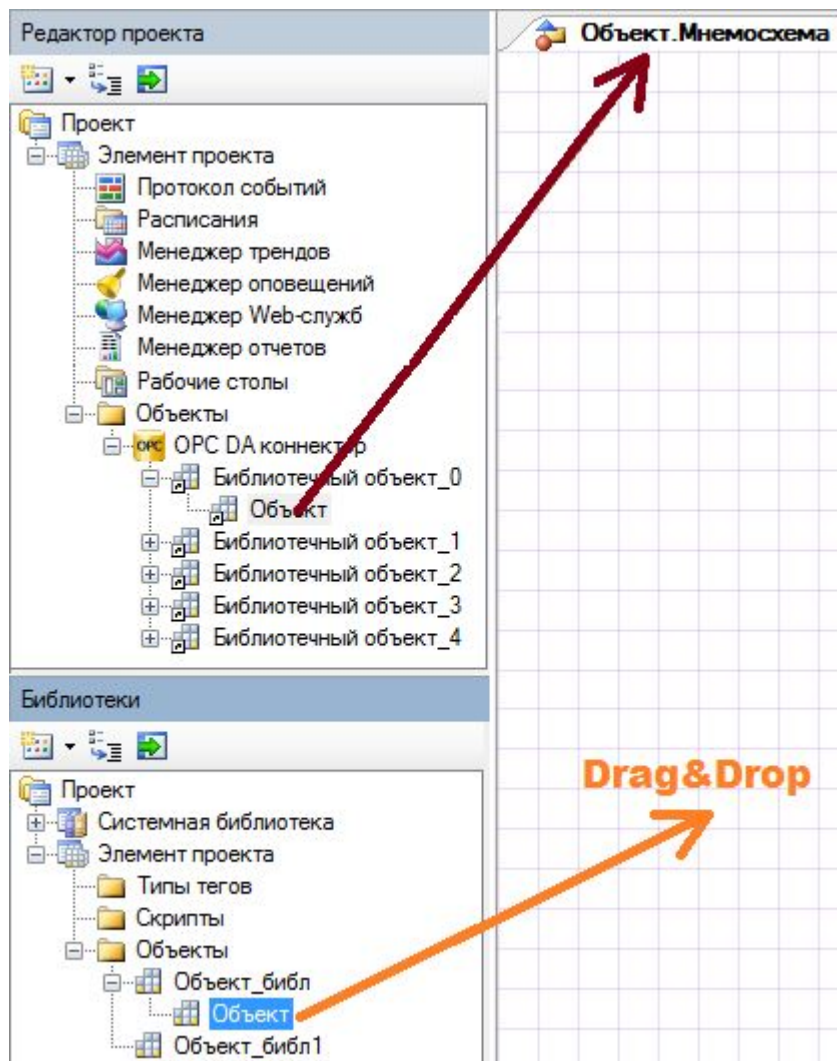 Редактор проекта
Объект.Мнемосхема
Проект
Элемент проекта
Протокол событий
Расписания
Менеджер трендов
Менеджер оповещений
Менеджер Web-служб
Менеджер отчетов
Рабочие столы
Объекты
OPC OPC DA коннектор
Библиотечный объект_0
Объект
Библиотечный объект_1
Библиотечный объект_2
Библиотечный объект_3
Библиотечный объект_4
Библиотеки
Drag&Drop
Проект
Системная библиотека
Элемент проекта
Типы тегов
Скрипты
Объекты
Объект_библ
Объект
Объект_библ1